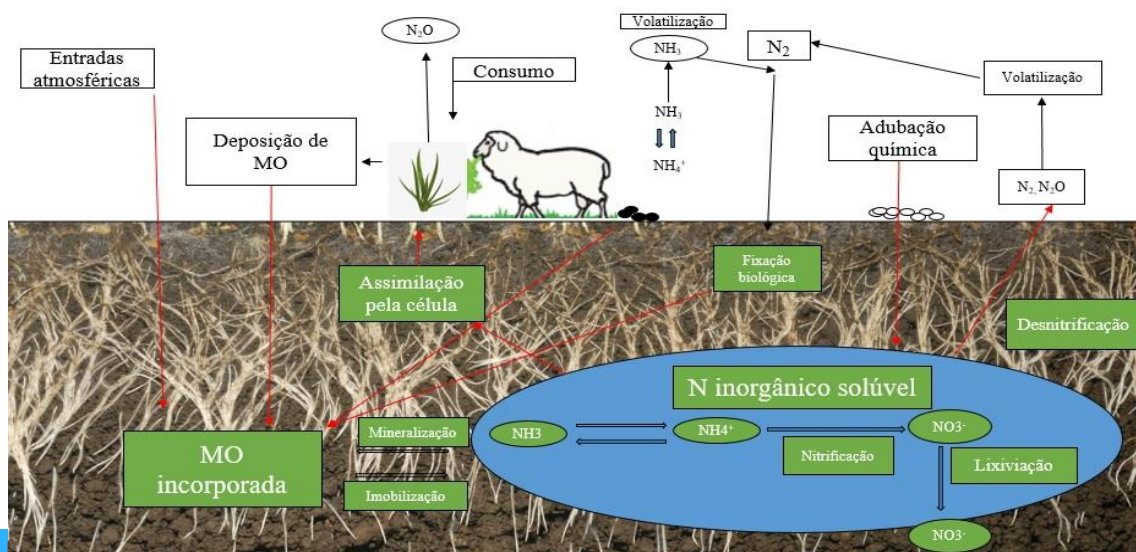 Entradas
atmosféricas
N₂O
Consumo
Volatilização
NH₃
N₂
Volatilização
Deposição de
MO
NH₃
NH₄⁺
Adubação
química
N₂, N₂O
Assimilação
pela célula
Fixação
biológica
Desnitrificação
N inorgânico solúvel
MO
incorporada
Mineralização
Imobilização
NH3
NH4⁺
Nitrificação
NO3⁻
Lixiviação
NO3⁻